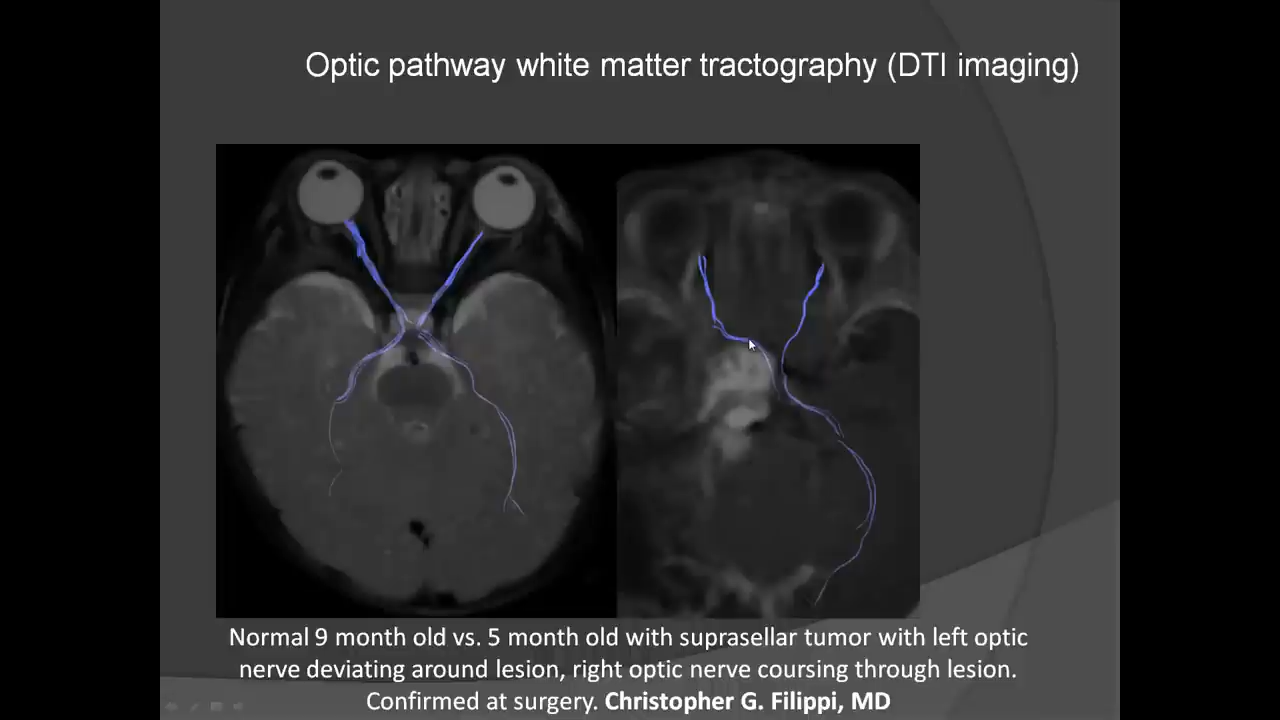 Optic pathway white matter tractography (DTI imaging)
Normal 9 month old vs. 5 month old with suprasellar tumor with left optic
nerve deviating around lesion, right optic nerve coursing through lesion.
Confirmed at surgery. Christopher G. Filippi, MD